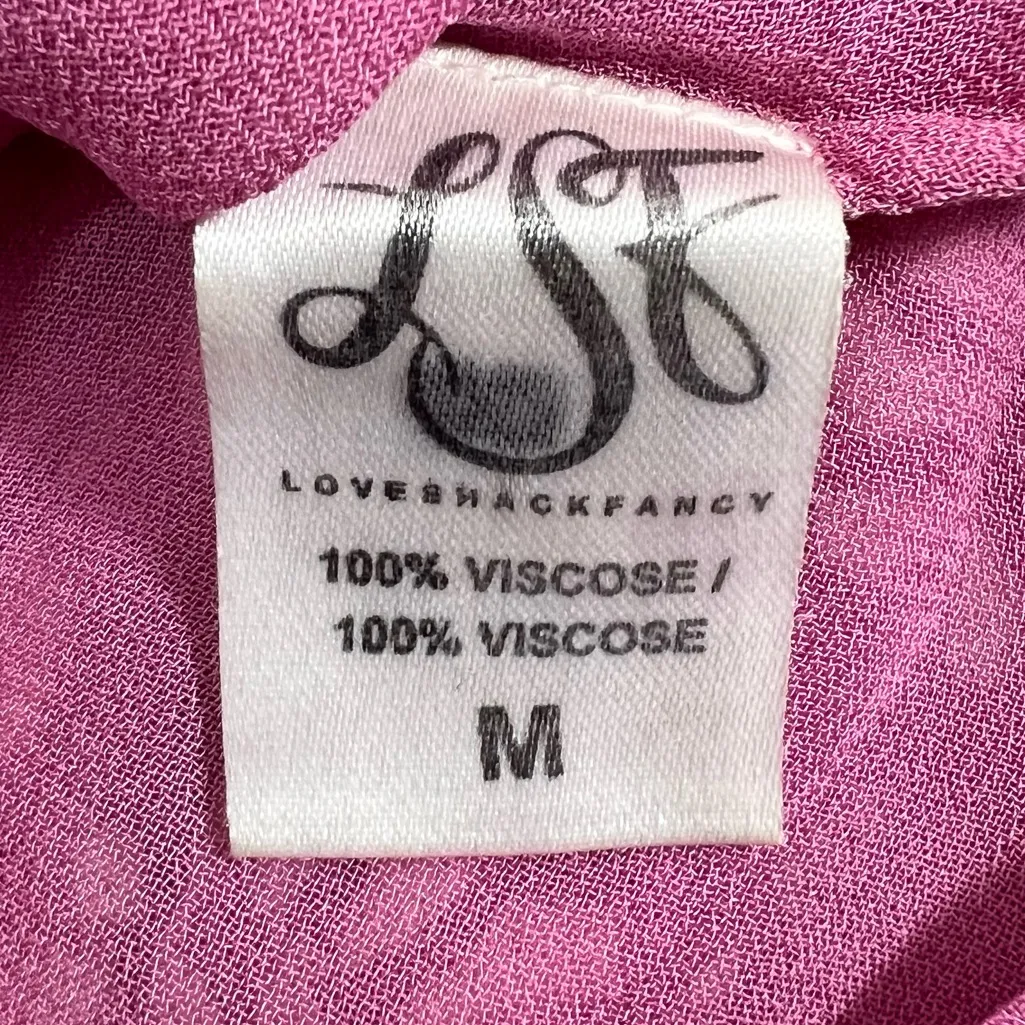 LSF
LOVESHACKFANCY
100% VISCOSE /
100% VISCOSE
M